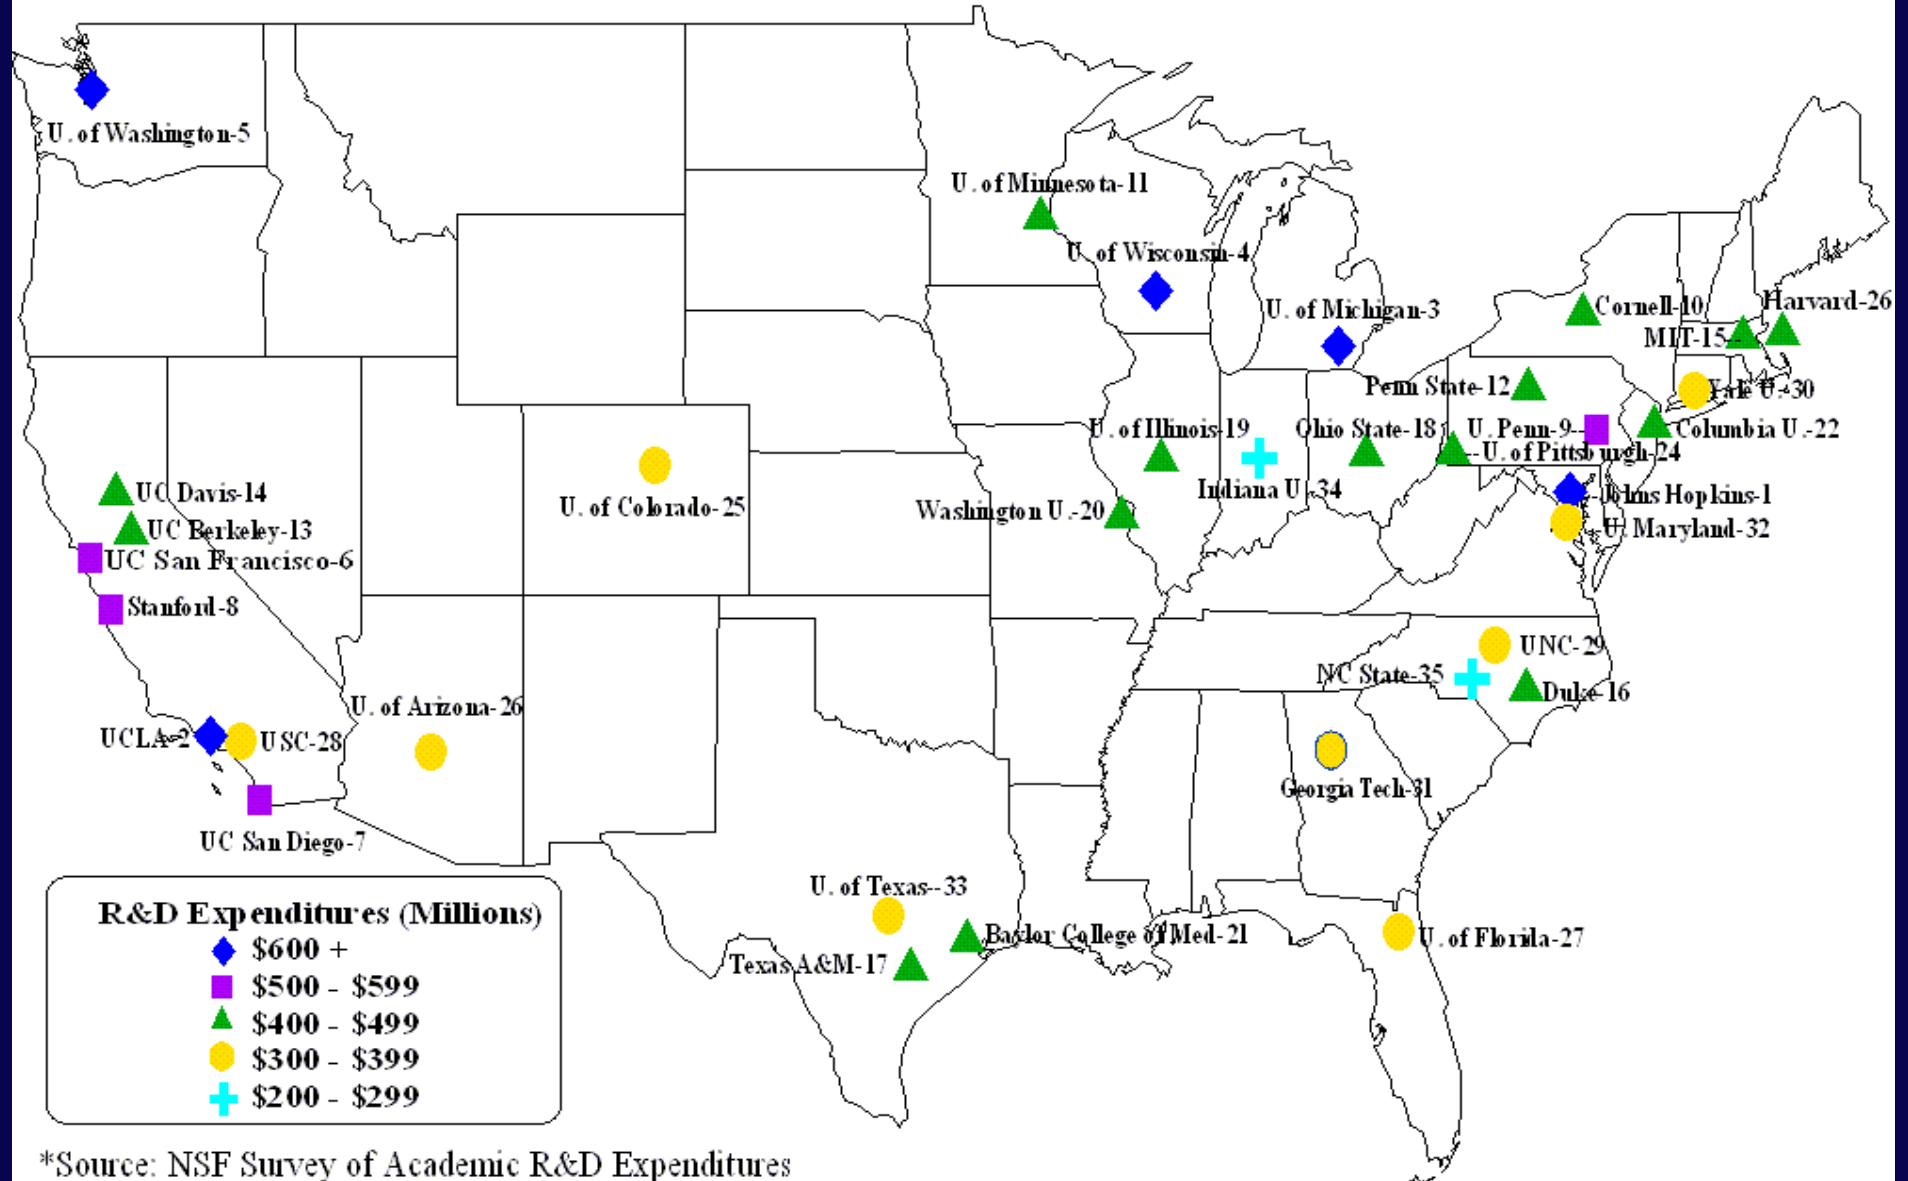 U. of Washington-5
U. of Minnesota-11
U. of Wisconsin-4
U. of Michigan-3
Cornell-10
Harvard-26
MIT-15--
Penn State-12
Yale U.-30
U. of Illinois-19
Ohio State-18
U. Penn-9--
Columbia U.-22
--U. of Pittsburgh-24
Indiana U.-34
Johns Hopkins-1
Washington U.-20
U. Maryland-32
UC Davis-14
UC Berkeley-13
UC San Francisco-6
Stanford-8
U. of Colorado-25
UNC-29
NC State-35
Duke-16
U. of Arizona-26
UCLA-2
USC-28
UC San Diego-7
Georgia Tech-31
U. of Texas--33
Baylor College of Med-21
Texas A&M-17
U. of Florida-27
R&D Expenditures (Millions)
$600 +
$500 - $599
$400 - $499
$300 - $399
$200 - $299
*Source: NSF Survey of Academic R&D Expenditures